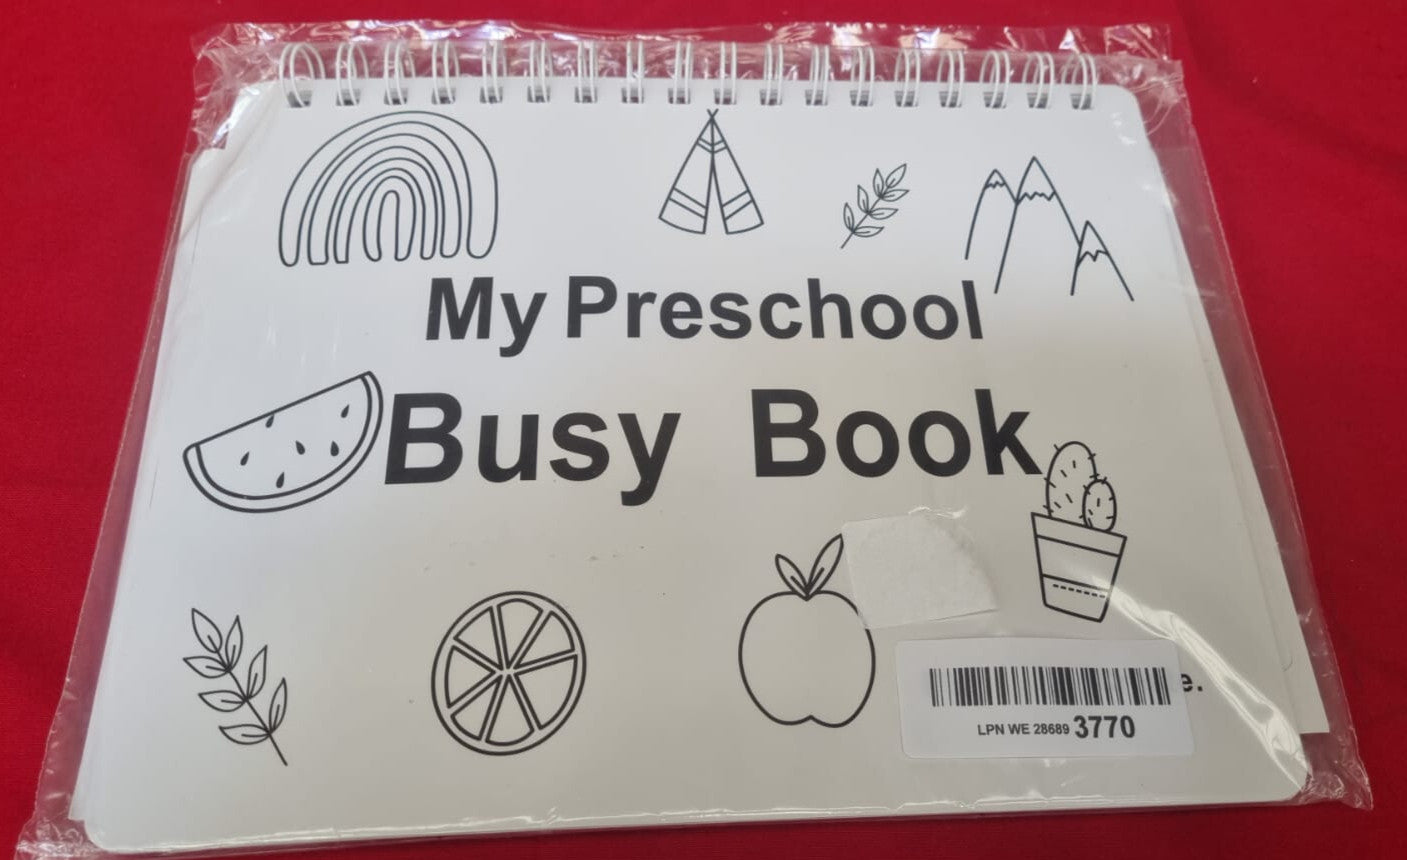 My Preschool
Busy Book
e.
LPN WE 28689 3770